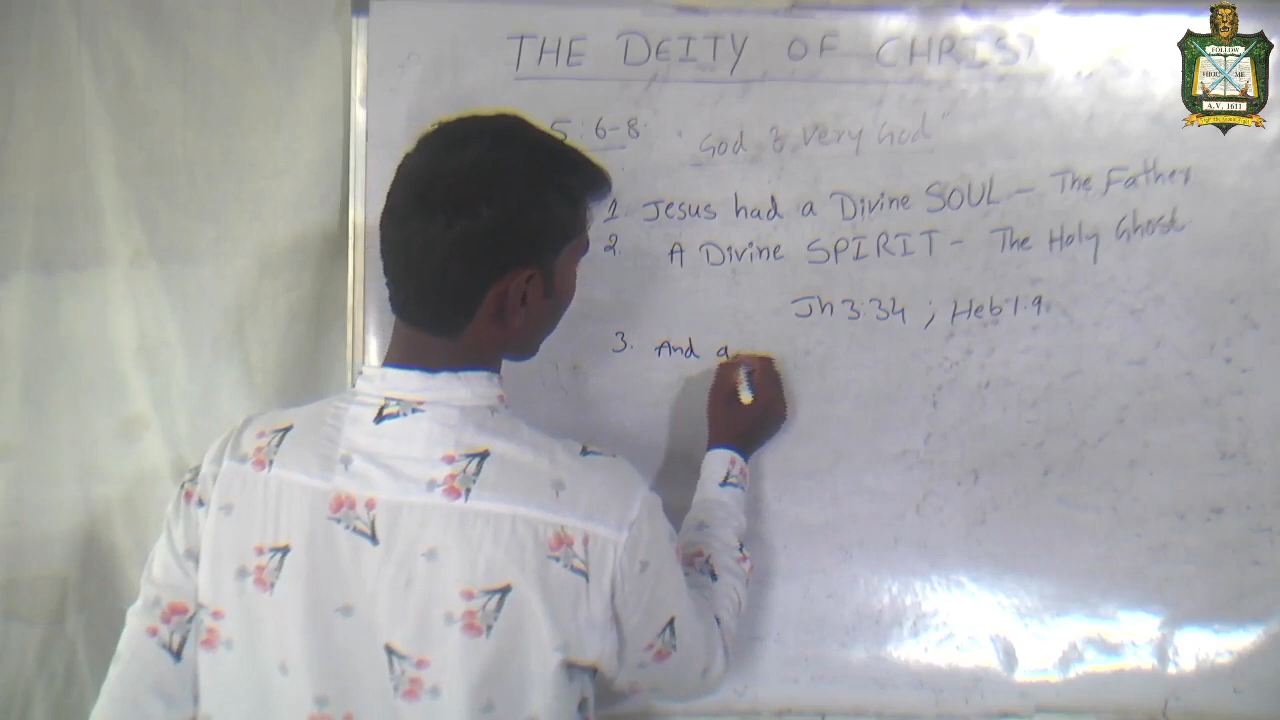 THE DEITY OF CHRIST
5:6-8. "God & very God"
1. Jesus had a Divine SOUL - The Father
2. A Divine SPIRIT - The Holy Ghost
Jh 3:34 ; Heb 1:9.
3. And a
FOLLOW
THOU ME
A.V. 1611